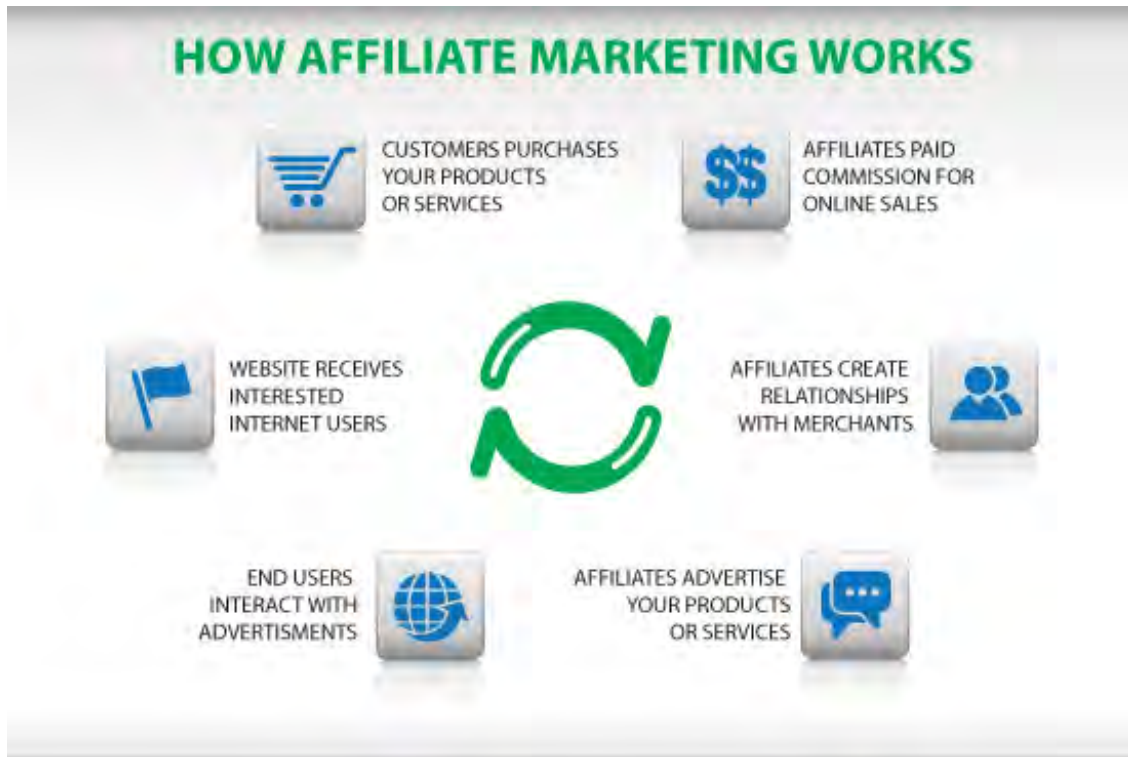 HOW AFFILIATE MARKETING WORKS
CUSTOMERS PURCHASES
YOUR PRODUCTS
OR SERVICES
$$
AFFILIATES PAID
COMMISSION FOR
ONLINE SALES
WEBSITE RECEIVES
INTERESTED
INTERNET USERS
AFFILIATES CREATE
RELATIONSHIPS
WITH MERCHANTS
END USERS
INTERACT WITH
ADVERTISMENTS
AFFILIATES ADVERTISE
YOUR PRODUCTS
OR SERVICES